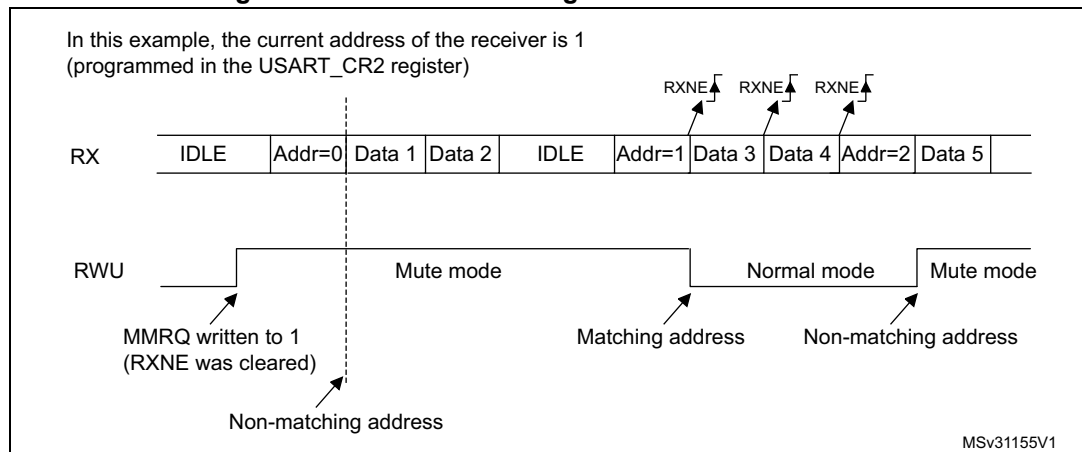 In this example, the current address of the receiver is 1
(programmed in the USART_CR2 register)
RXNE RXNE RXNE
RX IDLE Addr=0 Data 1 Data 2 IDLE Addr=1 Data 3 Data 4 Addr=2 Data 5
RWU Mute mode Normal mode Mute mode
MMRQ written to 1 Matching address Non-matching address
(RXNE was cleared)
Non-matching address
MSv31155V1